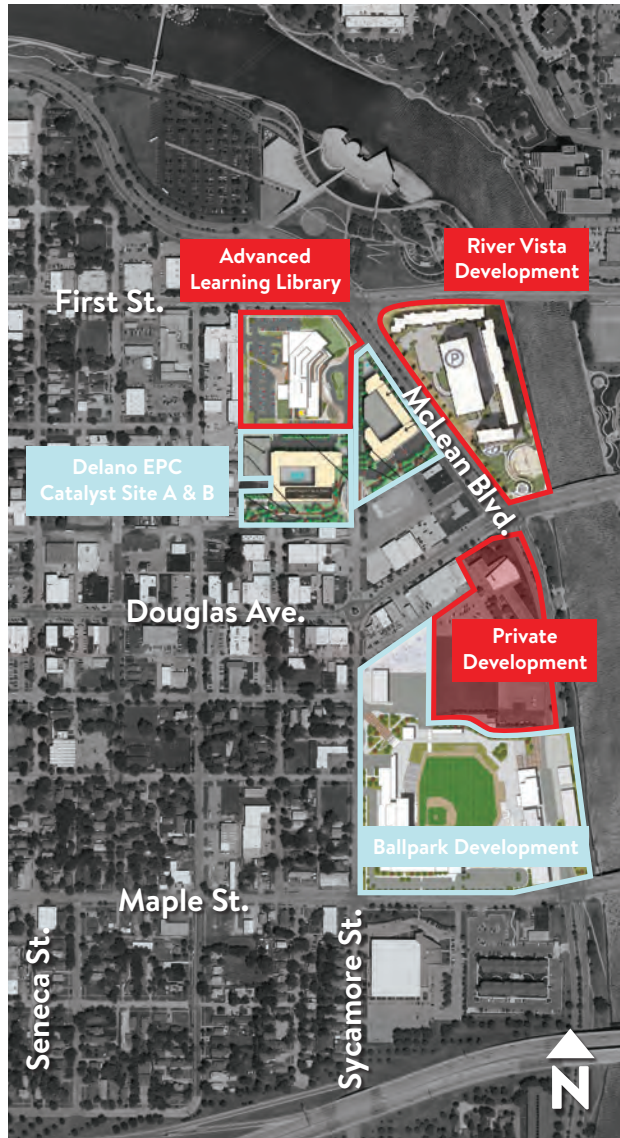 Advanced
Learning Library
River Vista
Development
First St.
P
McLean Blvd.
Delano EPC
Catalyst Site A & B
Douglas Ave.
Private
Development
Ballpark Development
Maple St.
Seneca St.
Sycamore St.
N